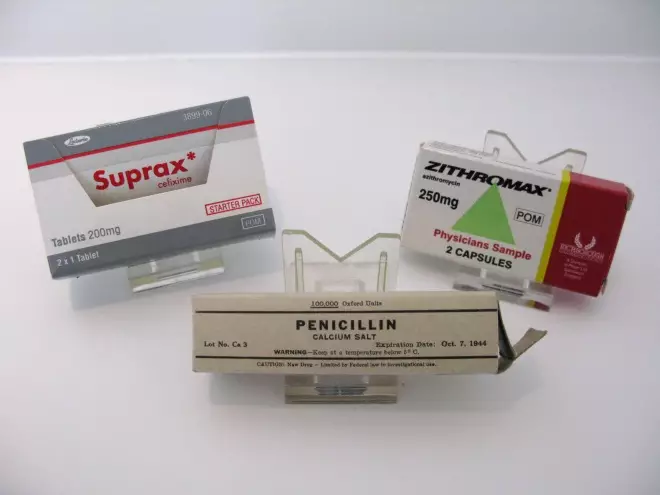 3899-06
Suprax*
cefixime
STARTER PACK
Tablets 200mg
POM
2 x 1 Tablet
ZITHROMAX*
azithromycin
250mg
POM
Physicians Sample
2 CAPSULES
100,000 Oxford Units
PENICILLIN
CALCIUM SALT
Lot No. Ca 3 Expiration Date: Oct. 7, 1944
WARNING—Keep at a temperature below 5° C.
CAUTION: New Drug — Limited by Federal law to investigational use.